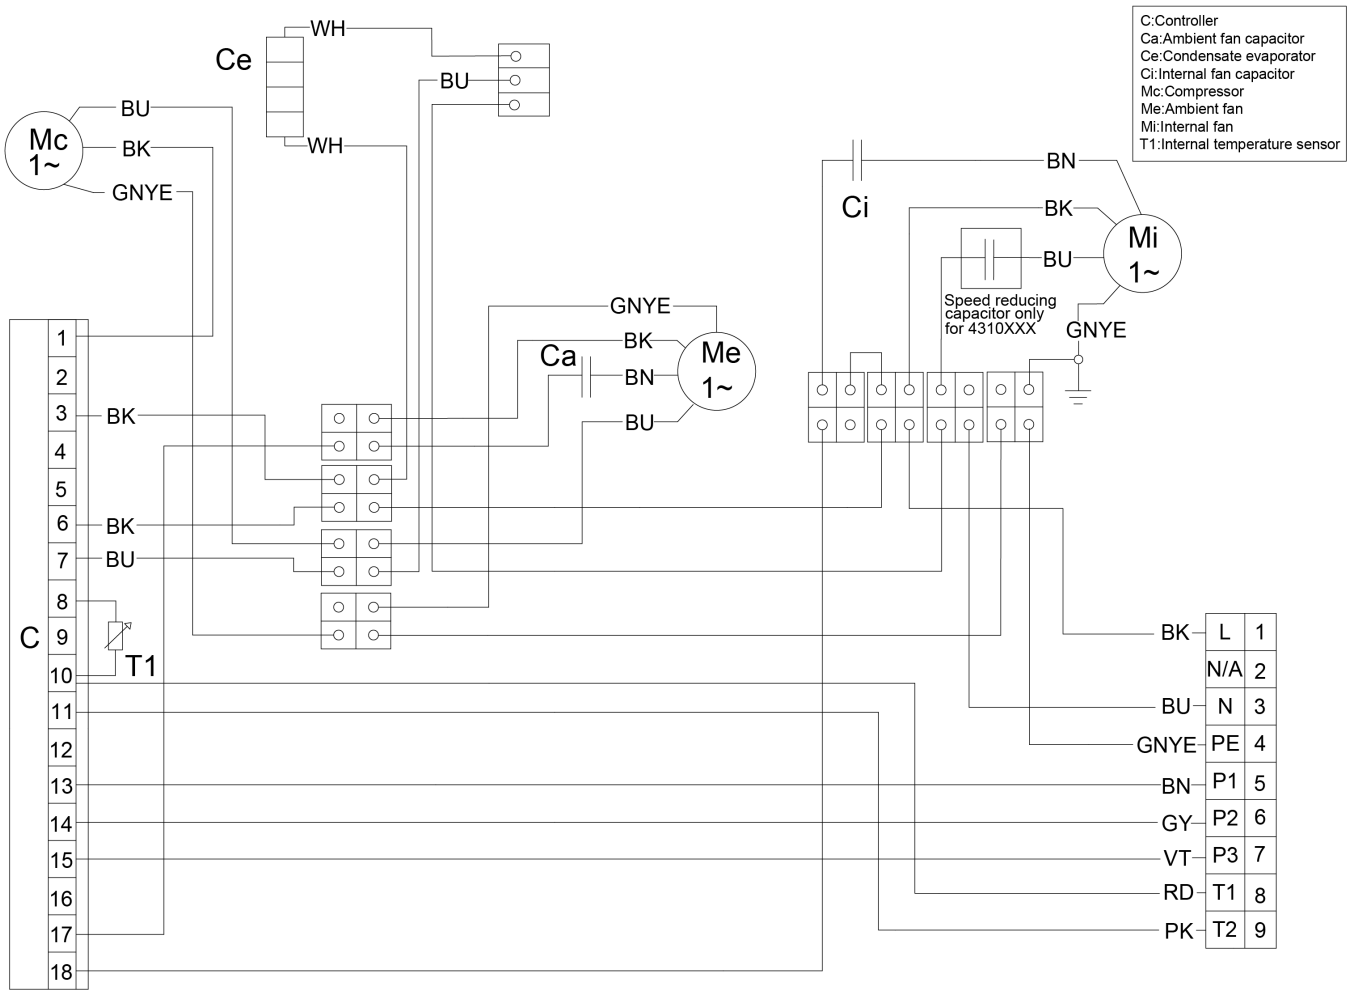 C:Controller
Ca:Ambient fan capacitor
Ce:Condensate evaporator
Ci:Internal fan capacitor
Mc:Compressor
Me:Ambient fan
Mi:Internal fan
T1:Internal temperature sensor
WH
Ce
BU
WH
BU
Mc
1~
BK
GNYE
BN
Ci
BK
Mi
1~
BU
Speed reducing
capacitor only
for 4310XXX
GNYE
GNYE
BK
Ca
Me
1~
BN
BU
C
1
2
3
BK
4
5
6
BK
7
BU
8
9
T1
10
11
12
13
14
15
16
17
18
BK L 1
N/A 2
BU N 3
GNYE PE 4
BN P1 5
GY P2 6
VT P3 7
RD T1 8
PK T2 9